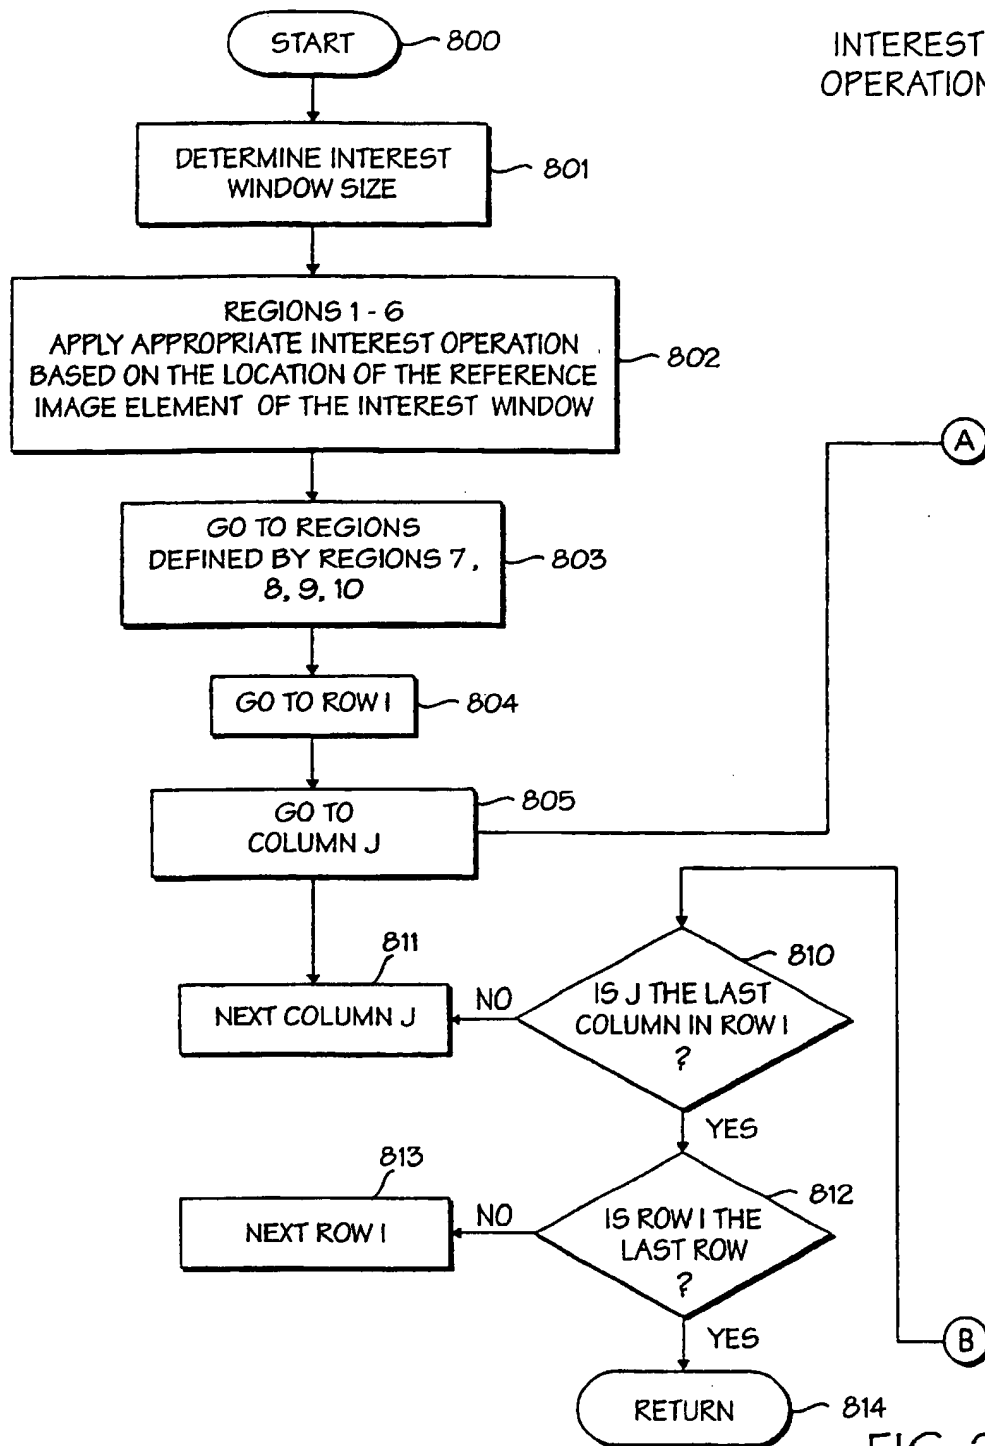 START
800
INTEREST
DETERMINE INTEREST
WINDOW SIZE
801
REGIONS 1 - 6
APPLY APPROPRIATE INTEREST OPERATION
BASED ON THE LOCATION OF THE REFERENCE
IMAGE ELEMENT OF THE INTEREST WINDOW
802
A
GO TO REGIONS
DEFINED BY REGIONS 7,
8, 9, 10
803
GO TO ROW I
804
GO TO
COLUMN J
805
811
NEXT COLUMN J
NO
IS J THE LAST
COLUMN IN ROW I
?
810
YES
813
NEXT ROW I
NO
IS ROW I THE
LAST ROW
?
812
YES
B
RETURN
814
FIG.